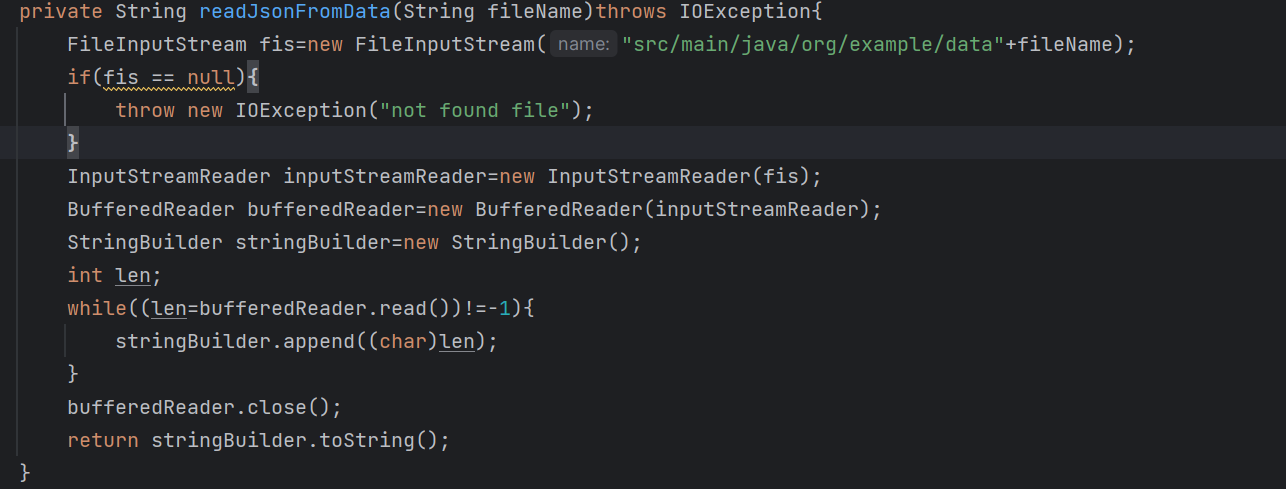 private String readJsonFromData(String fileName)throws IOException{
    FileInputStream fis=new FileInputStream( name: "src/main/java/org/example/data"+fileName);
    if(fis == null){
        throw new IOException("not found file");
    }
    InputStreamReader inputStreamReader=new InputStreamReader(fis);
    BufferedReader bufferedReader=new BufferedReader(inputStreamReader);
    StringBuilder stringBuilder=new StringBuilder();
    int len;
    while((len=bufferedReader.read())!=-1){
        stringBuilder.append((char)len);
    }
    bufferedReader.close();
    return stringBuilder.toString();
}